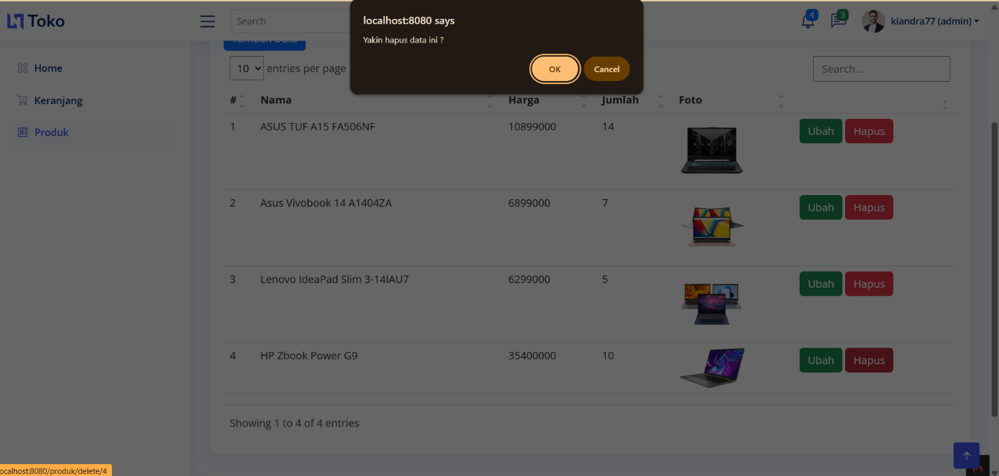 Toko
Search
4
3
kiandra77 (admin)
localhost:8080 says
Yakin hapus data ini ?
OK
Cancel
Home
Keranjang
Produk
Tambah Data
10 entries per page
Search...
# Nama Harga Jumlah Foto
1 ASUS TUF A15 FA506NF 10899000 14 Ubah Hapus
2 Asus Vivobook 14 A1404ZA 6899000 7 Ubah Hapus
3 Lenovo IdeaPad Slim 3-14IAU7 6299000 5 Ubah Hapus
4 HP Zbook Power G9 35400000 10 Ubah Hapus
Showing 1 to 4 of 4 entries
ocalhost:8080/produk/delete/4